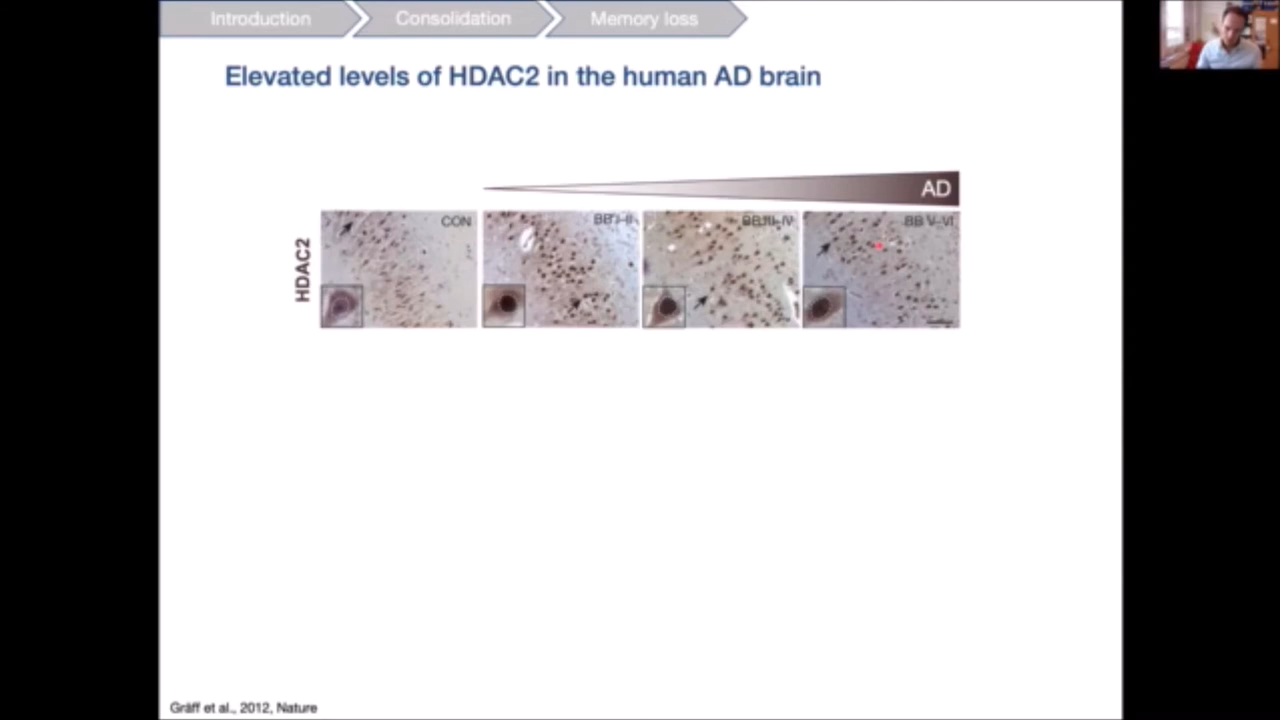 Introduction
Consolidation
Memory loss
Elevated levels of HDAC2 in the human AD brain
AD
HDAC2
CON
BB I-II
BB III-IV
BB V-VI
Gräff et al., 2012, Nature